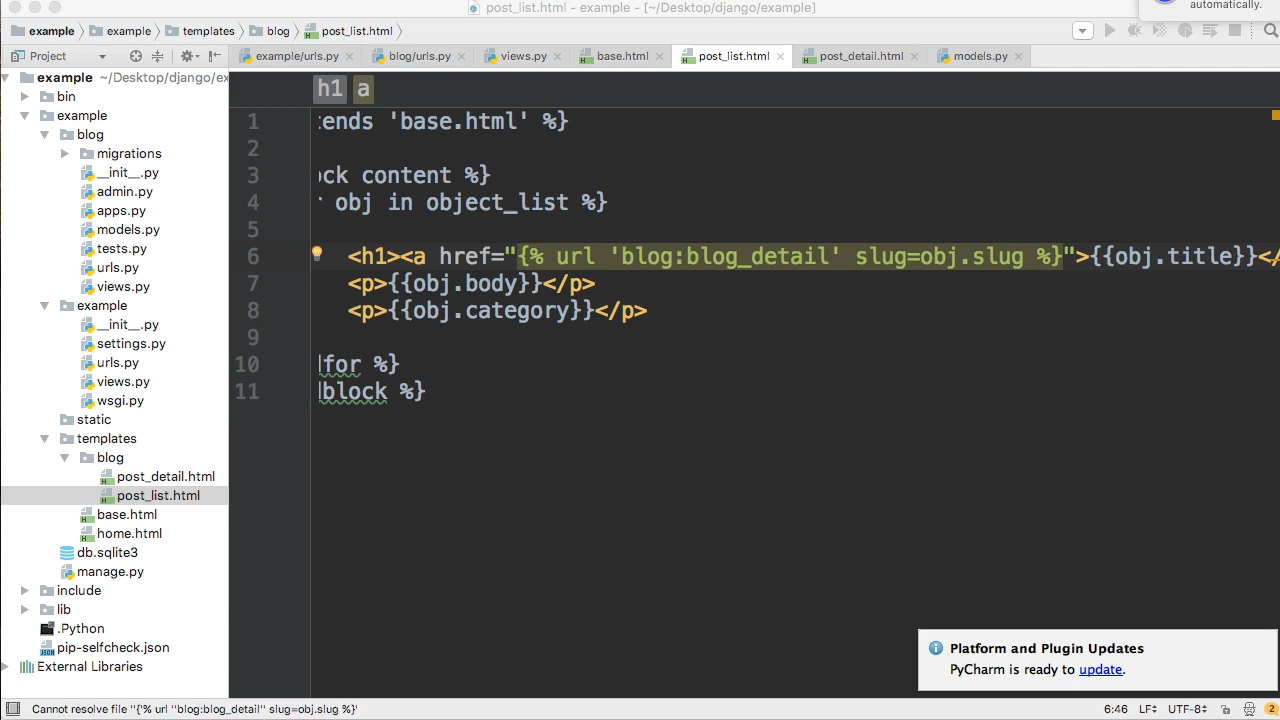 post_list.html - example - [~/Desktop/django/example]
automatically.
example
example
templates
blog
post_list.html
Project
example/urls.py
blog/urls.py
views.py
base.html
post_list.html
post_detail.html
models.py
example ~/Desktop/django/ex
bin
example
blog
migrations
__init__.py
admin.py
apps.py
models.py
tests.py
urls.py
views.py
example
__init__.py
settings.py
urls.py
views.py
wsgi.py
static
templates
blog
post_detail.html
post_list.html
base.html
home.html
db.sqlite3
manage.py
include
lib
.Python
pip-selfcheck.json
External Libraries
h1 a
1 tends 'base.html' %}
2
3 ock content %}
4 r obj in object_list %}
5
6 <h1><a href="{% url 'blog:blog_detail' slug=obj.slug %}">{{obj.title}}</
7 <p>{{obj.body}}</p>
8 <p>{{obj.category}}</p>
9
10 dfor %}
11 dblock %}
Platform and Plugin Updates
PyCharm is ready to update.
Cannot resolve file "{% url "blog:blog_detail" slug=obj.slug %}'
6:46 LF÷ UTF-8÷ 2